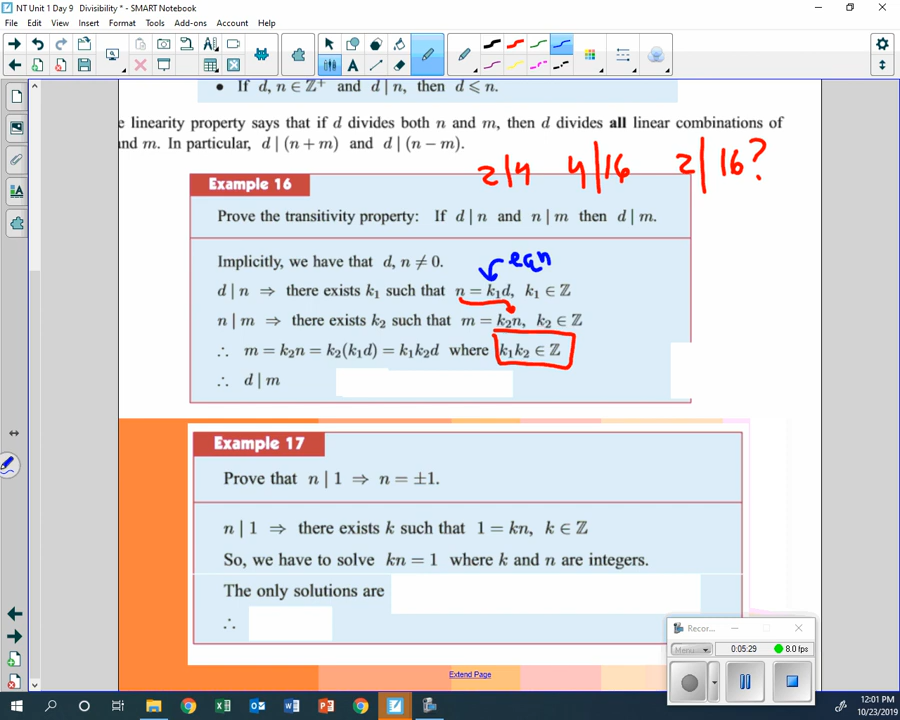 NT Unit 1 Day 9 Divisibility * - SMART Notebook
File Edit View Insert Format Tools Add-ons Account Help
• If d, n ∈ ℤ⁺ and d | n, then d ⩽ n.
e linearity property says that if d divides both n and m, then d divides all linear combinations of
and m. In particular, d | (n + m) and d | (n − m).
2|4 4|16 2|16?
Example 16
Prove the transitivity property: If d | n and n | m then d | m.
Implicitly, we have that d, n ≠ 0.
eqn
d | n ⇒ there exists k₁ such that n = k₁d, k₁ ∈ ℤ
n | m ⇒ there exists k₂ such that m = k₂n, k₂ ∈ ℤ
∴ m = k₂n = k₂(k₁d) = k₁k₂d where k₁k₂ ∈ ℤ
∴ d | m
Example 17
Prove that n | 1 ⇒ n = ±1.
n | 1 ⇒ there exists k such that 1 = kn, k ∈ ℤ
So, we have to solve kn = 1 where k and n are integers.
The only solutions are
∴
Recor...
Menu... 0:05:29 8.0 fps
Extend Page
12:01 PM
10/23/2019